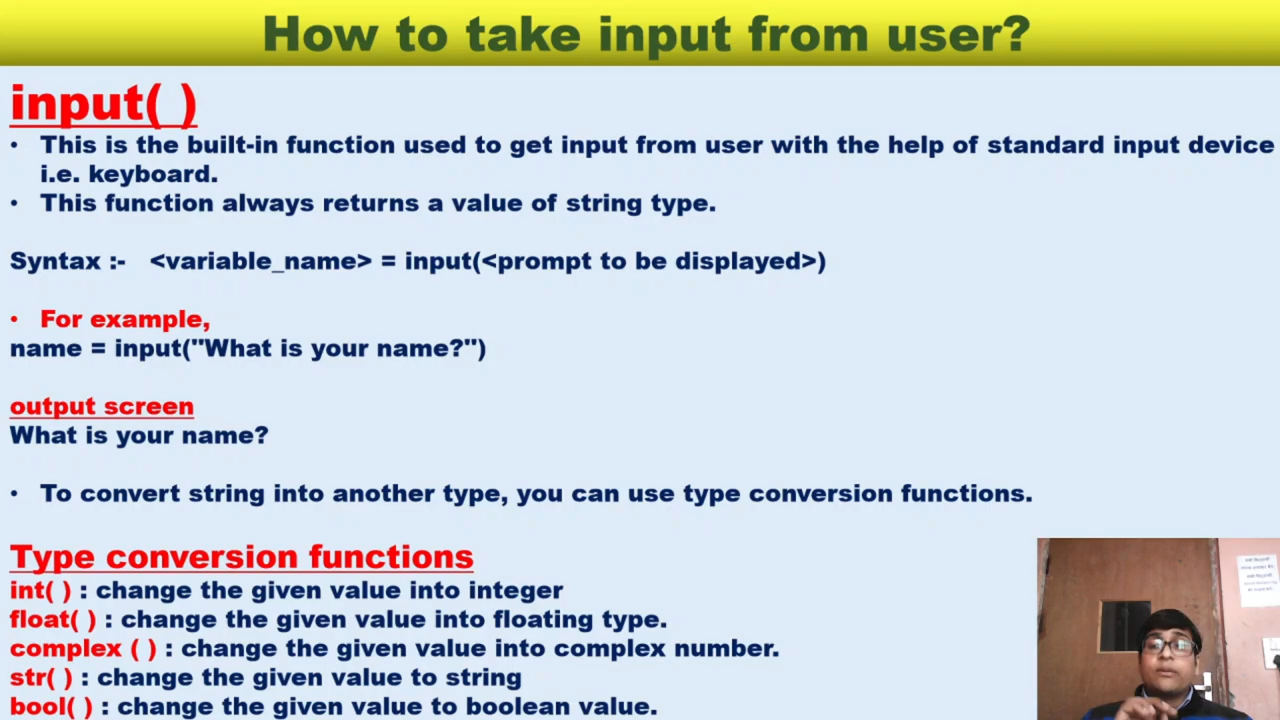 How to take input from user?
input( )
• This is the built-in function used to get input from user with the help of standard input device
i.e. keyboard.
• This function always returns a value of string type.
Syntax :- <variable_name> = input(<prompt to be displayed>)
• For example,
name = input("What is your name?")
output screen
What is your name?
• To convert string into another type, you can use type conversion functions.
Type conversion functions
int( ) : change the given value into integer
float( ) : change the given value into floating type.
complex ( ) : change the given value into complex number.
str( ) : change the given value to string
bool( ) : change the given value to boolean value.